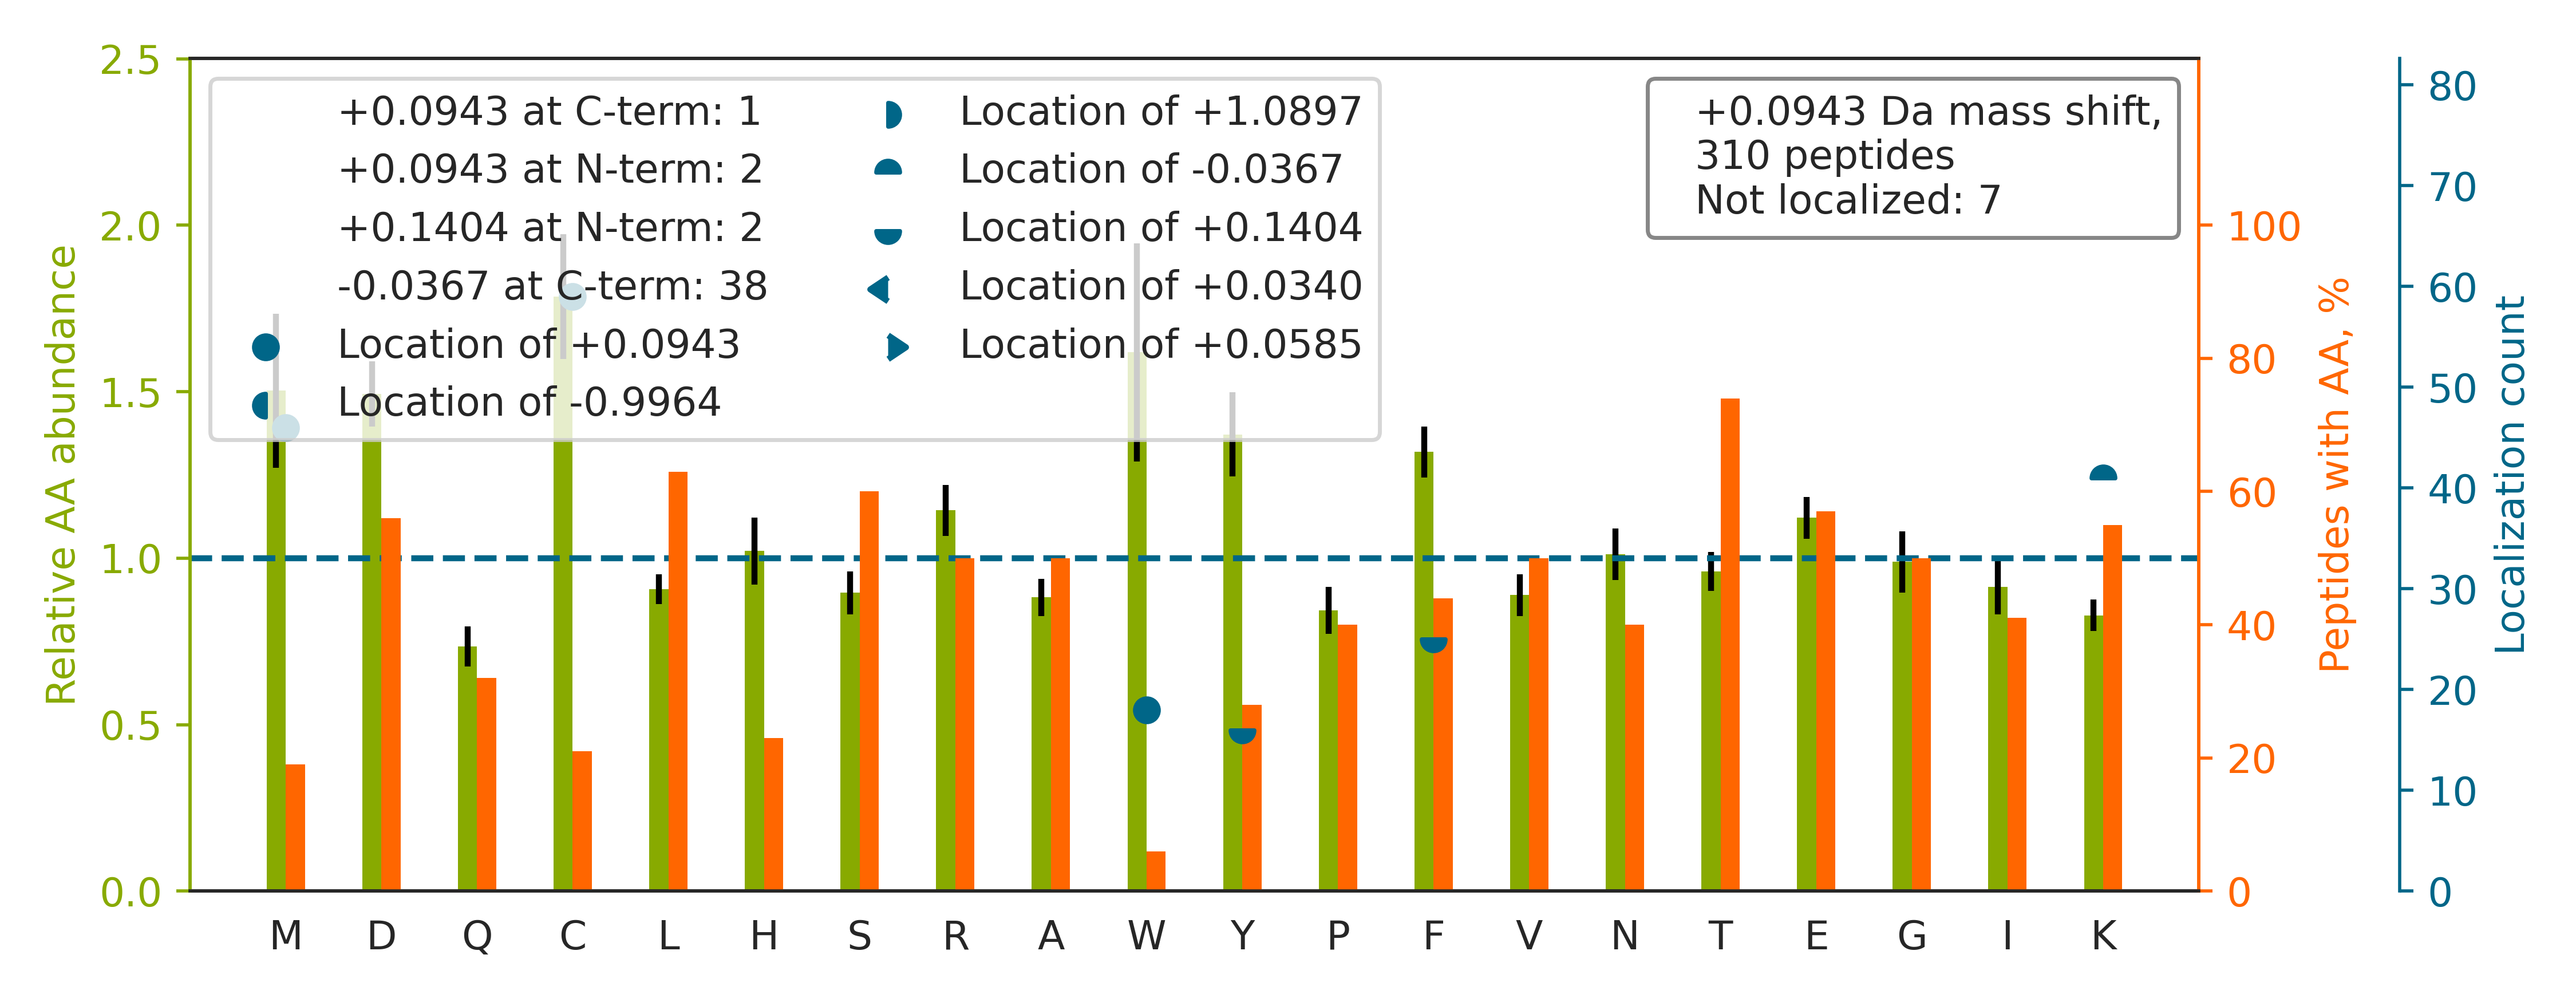 2.5
2.0
1.5
1.0
0.5
0.0
Relative AA abundance
+0.0943 at C-term: 1
+0.0943 at N-term: 2
+0.1404 at N-term: 2
-0.0367 at C-term: 38
Location of +0.0943
Location of -0.9964
Location of +1.0897
Location of -0.0367
Location of +0.1404
Location of +0.0340
Location of +0.0585
+0.0943 Da mass shift,
310 peptides
Not localized: 7
100
80
60
40
20
0
Peptides with AA, %
80
70
60
50
40
30
20
10
0
Localization count
M D Q C L H S R A W Y P F V N T E G I K